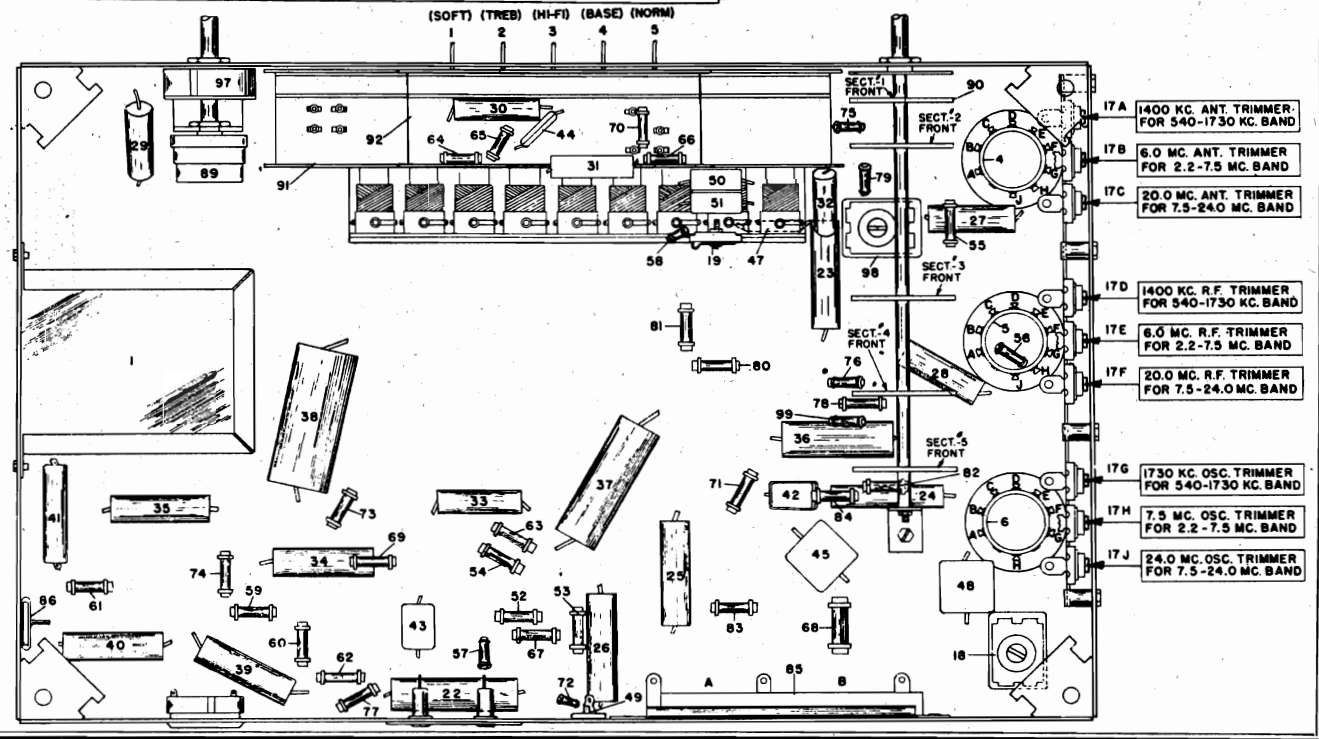 (SOFT) (TREB) (HI-FI) (BASE) (NORM)
1 2 3 4 5
97
29
89
92
91
30
64
65
44
70
66
31
50
51
58
19
47
32
23
75
79
98
SECT.-1
FRONT
90
SECT.-2
FRONT
27
55
SECT.-3
FRONT
SECT.-4
FRONT
SECT.-5
FRONT
C D E
B F
A G
J H
4
17A
1400 KC. ANT. TRIMMER
FOR 540-1730 KC. BAND
17B
6.0 MC. ANT. TRIMMER
FOR 2.2-7.5 MC. BAND
17C
20.0 MC. ANT. TRIMMER
FOR 7.5-24.0 MC. BAND
C D E
B F
A G
J H
5
56
17D
1400 KC. R.F. TRIMMER
FOR 540-1730 KC. BAND
17E
6.0 MC. R.F. TRIMMER
FOR 2.2-7.5 MC. BAND
17F
20.0 MC. R.F. TRIMMER
FOR 7.5-24.0 MC. BAND
C D E
B F
A G
H
6
17G
1730 KC. OSC. TRIMMER
FOR 540-1730 KC. BAND
17H
7.5 MC. OSC. TRIMMER
FOR 2.2-7.5 MC. BAND
17J
24.0 MC. OSC. TRIMMER
FOR 7.5-24.0 MC. BAND
1
81
80
76
28
78
99
36
38
37
71
42
84
82
24
41
35
73
33
63
54
25
45
48
34
69
74
59
61
86
60
43
52
53
67
57
26
83
68
18
40
39
62
77
22
72
49
A
85
B